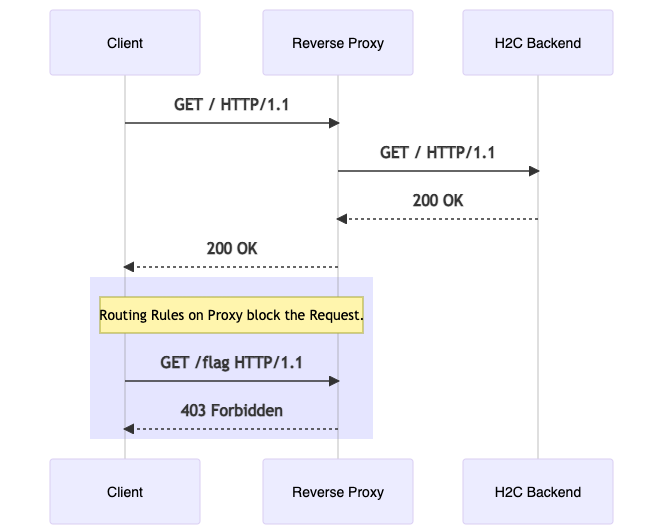 Client
Reverse Proxy
H2C Backend
GET / HTTP/1.1
GET / HTTP/1.1
200 OK
200 OK
Routing Rules on Proxy block the Request.
GET /flag HTTP/1.1
403 Forbidden
Client
Reverse Proxy
H2C Backend